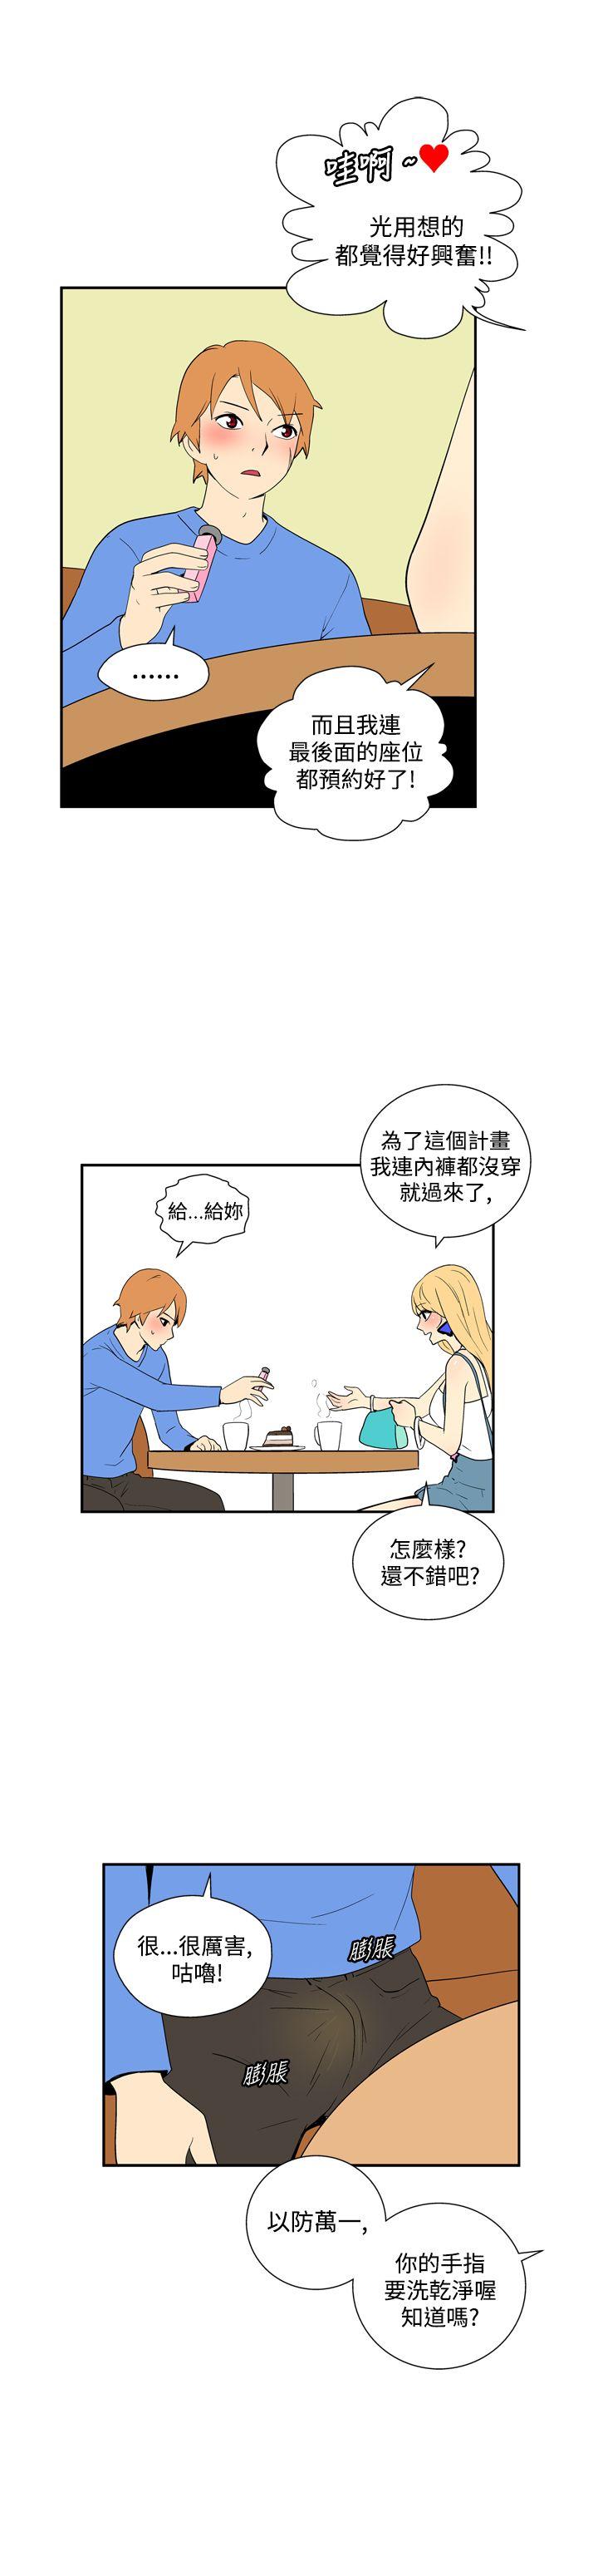 哇啊~♥
光用想的
都覺得好興奮!!
……
而且我連
最後面的座位
都預約好了!
為了這個計畫
我連內褲都沒穿
就過來了,
給…給妳
怎麼樣?
還不錯吧?
很…很厲害,
咕嚕!
膨脹
膨脹
以防萬一,
你的手指
要洗乾淨喔
知道嗎?